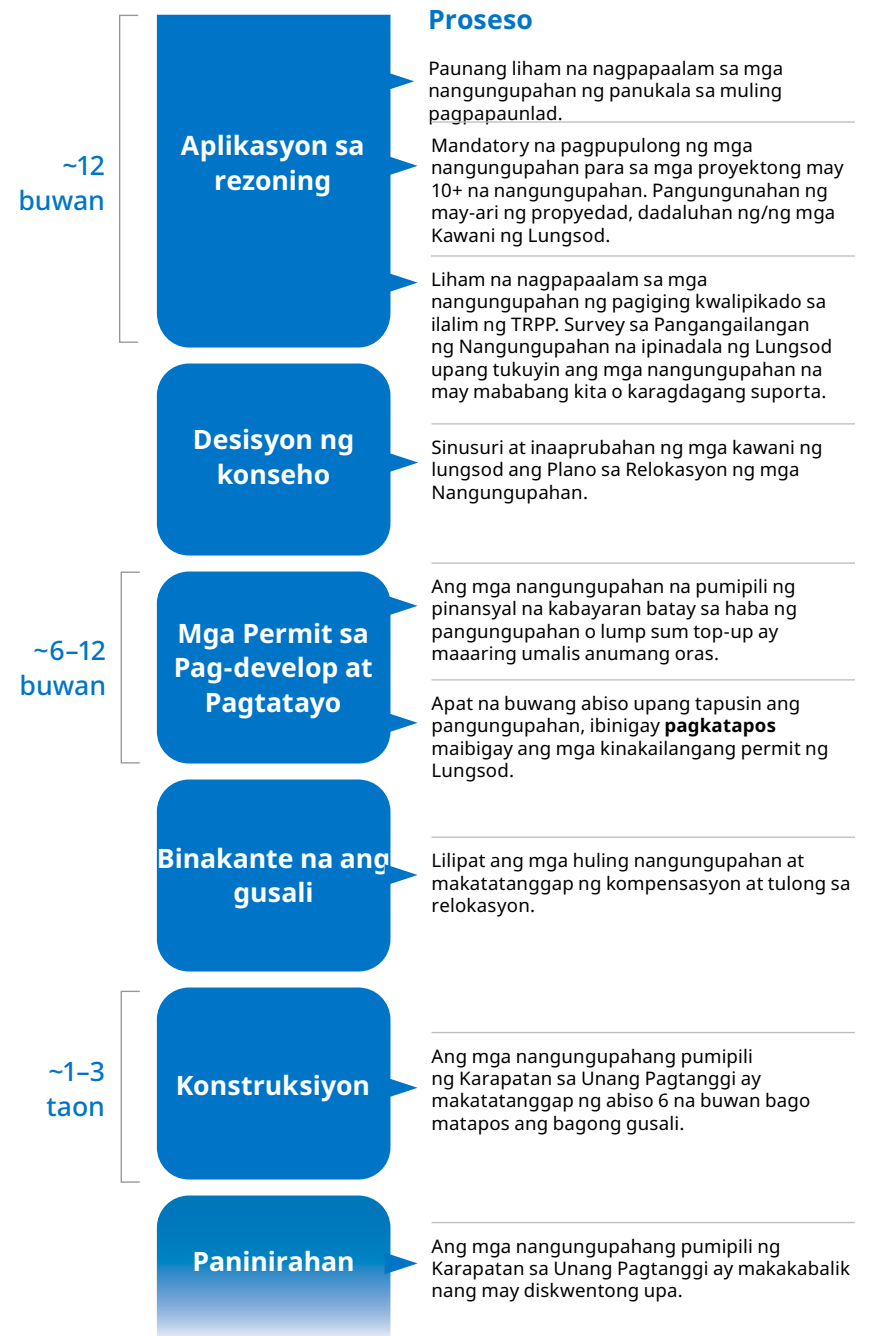 Proseso
~12
buwan
Aplikasyon sa
rezoning
Paunang liham na nagpapaalam sa mga
nangungupahan ng panukala sa muling
pagpapaunlad.
Mandatory na pagpupulong ng mga
nangungupahan para sa mga proyektong may
10+ na nangungupahan. Pangungunahan ng
may-ari ng propyedad, dadaluhan ng/ng mga
Kawani ng Lungsod.
Liham na nagpapaalam sa mga
nangungupahan ng pagiging kwalipikado sa
ilalim ng TRPP. Survey sa Pangangailangan
ng Nangungupahan na ipinadala ng Lungsod
upang tukuyin ang mga nangungupahan na
may mababang kita o karagdagang suporta.
Desisyon ng
konseho
Sinusuri at inaaprubahan ng mga kawani ng
lungsod ang Plano sa Relokasyon ng mga
Nangungupahan.
~6–12
buwan
Mga Permit sa
Pag-develop at
Pagtatayo
Ang mga nangungupahan na pumipili ng
pinansyal na kabayaran batay sa haba ng
pangungupahan o lump sum top-up ay
maaaring umalis anumang oras.
Apat na buwang abiso upang tapusin ang
pangungupahan, ibinigay pagkatapos
maibigay ang mga kinakailangang permit ng
Lungsod.
Binakante na ang
gusali
Lilipat ang mga huling nangungupahan at
makatatanggap ng kompensasyon at tulong sa
relokasyon.
~1–3
taon
Konstruksiyon
Ang mga nangungupahang pumipili
ng Karapatan sa Unang Pagtanggi ay
makatatanggap ng abiso 6 na buwan bago
matapos ang bagong gusali.
Paninirahan
Ang mga nangungupahang pumipili ng
Karapatan sa Unang Pagtanggi ay makakabalik
nang may diskwentong upa.